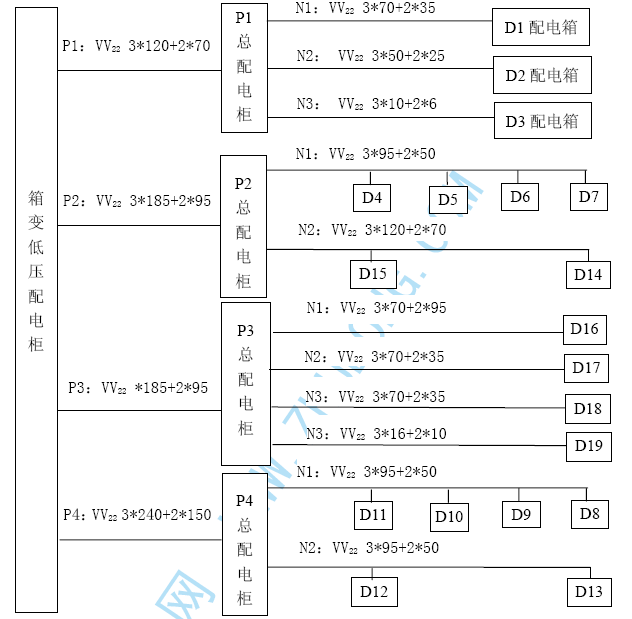 箱变低压配电柜
P1: VV22 3*120+2*70
P1总配电柜
N1: VV22 3*70+2*35
D1 配电箱
N2: VV22 3*50+2*25
D2 配电箱
N3: VV22 3*10+2*6
D3 配电箱
P2: VV22 3*185+2*95
P2总配电柜
N1: VV22 3*95+2*50
D4
D5
D6
D7
N2: VV22 3*120+2*70
D15
D14
P3: VV22 *185+2*95
P3总配电柜
N1: VV22 3*70+2*95
D16
N2: VV22 3*70+2*35
D17
N3: VV22 3*70+2*35
D18
N3: VV22 3*16+2*10
D19
P4: VV22 3*240+2*150
P4总配电柜
N1: VV22 3*95+2*50
D11
D10
D9
D8
N2: VV22 3*95+2*50
D12
D13